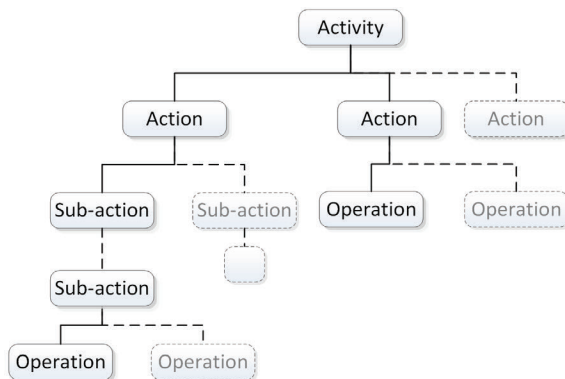 Activity
Action
Action
Action
Sub-action
Sub-action
Operation
Operation
Sub-action
Operation
Operation